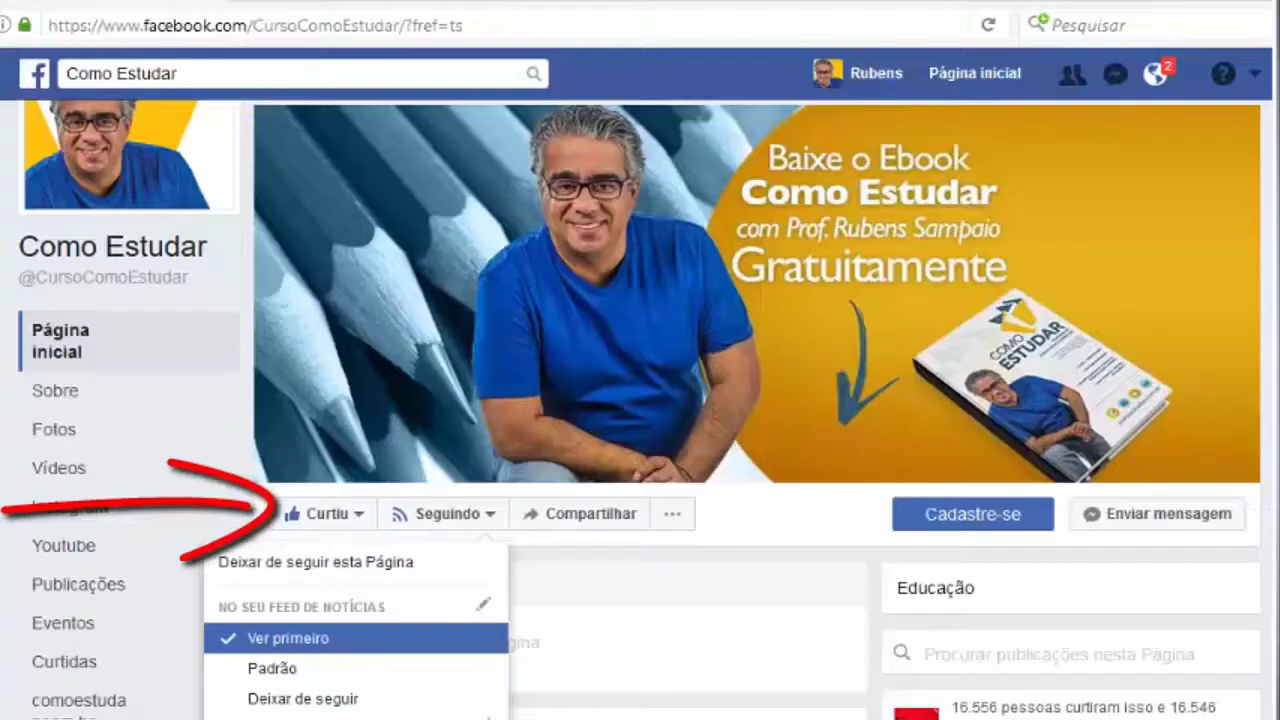 https://www.facebook.com/CursoComoEstudar/?fref=ts
Pesquisar
Como Estudar
Rubens
Página inicial
2
?
Baixe o Ebook
Como Estudar
com Prof. Rubens Sampaio
Gratuitamente
COMO
ESTUDAR
Como Estudar
@CursoComoEstudar
Página
inicial
Sobre
Fotos
Vídeos
Instagram
Youtube
Publicações
Eventos
Curtidas
comoestuda
Curtiu
Seguindo
Compartilhar
...
Cadastre-se
Enviar mensagem
Deixar de seguir esta Página
NO SEU FEED DE NOTÍCIAS
Ver primeiro
Padrão
Deixar de seguir
Educação
Procurar publicações nesta Página
16.556 pessoas curtiram isso e 16.546